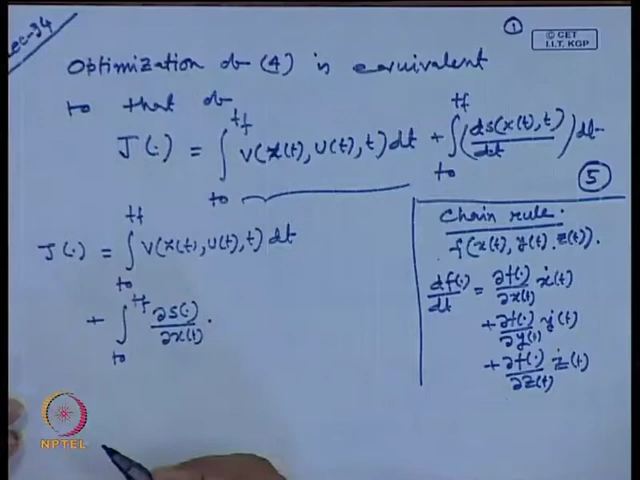 Lec-34
①
© CET
I.I.T. KGP
Optimization of (4) is equivalent
to that of
J(.) = ∫_{t0}^{tf} V(x(t), u(t), t) dt + ∫_{t0}^{tf} (dS(x(t), t)/dt) dt
⑤
J(.) = ∫_{t0}^{tf} V(x(t), u(t), t) dt
+ ∫_{t0}^{tf} ∂S(.)/∂x(t) .
Chain rule.
f(x(t), y(t). z(t)).
df(.)/dt = ∂f(.)/∂x(t) ẋ(t)
+ ∂f(.)/∂y(t) ẏ(t)
+ ∂f(.)/∂z(t) ż(t)
NPTEL